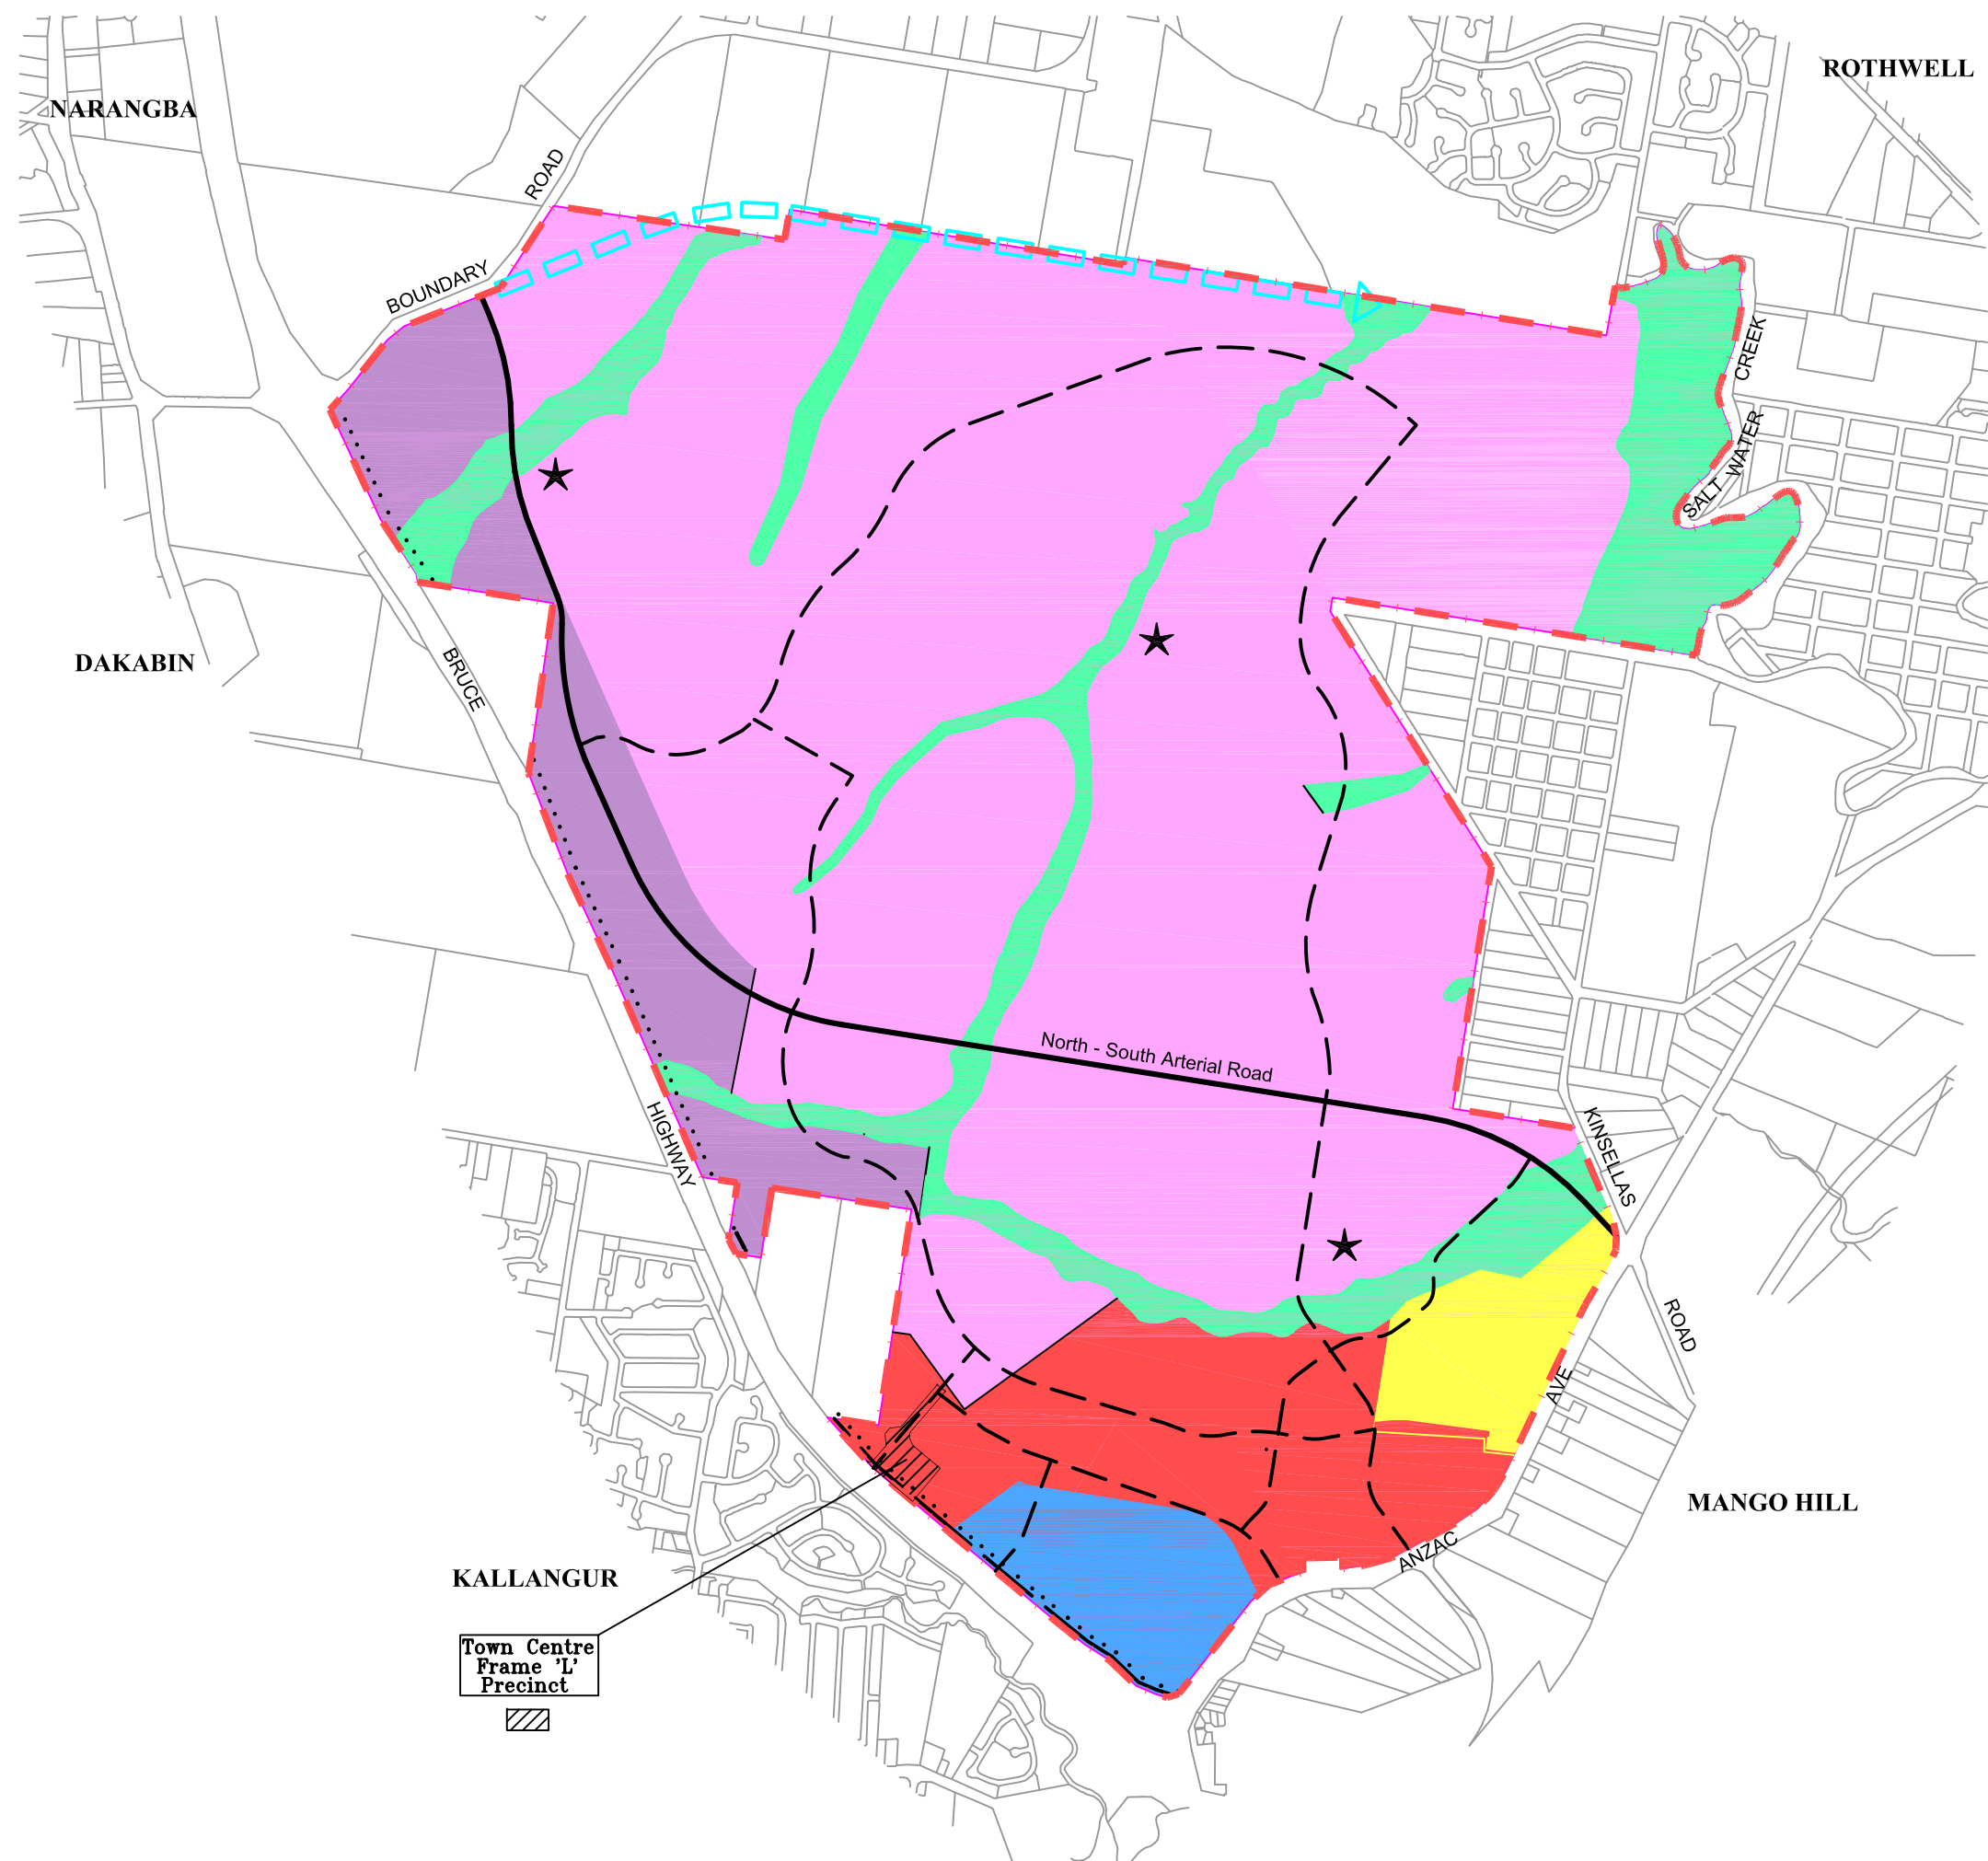 ROTHWELL
NARANGBA
ROAD
BOUNDARY
CREEK
SALT WATER
DAKABIN
BRUCE
North - South Arterial Road
HIGHWAY
KINSELLAS
ROAD
AVE
MANGO HILL
ANZAC
KALLANGUR
Town Centre
Frame 'L'
Precinct